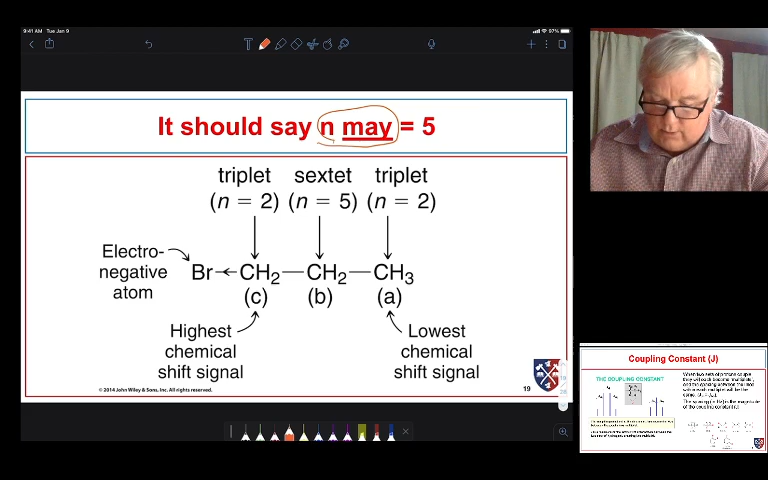 9:41 AM Tue Jan 9
97%
It should say n may = 5
triplet sextet triplet
(n = 2) (n = 5) (n = 2)
Electro-
negative
atom
Br CH2 — CH2 — CH3
(c) (b) (a)
Highest
chemical
shift signal
Lowest
chemical
shift signal
© 2014 John Wiley & Sons, Inc. All rights reserved.
19
Coupling Constant (J)
THE COUPLING CONSTANT